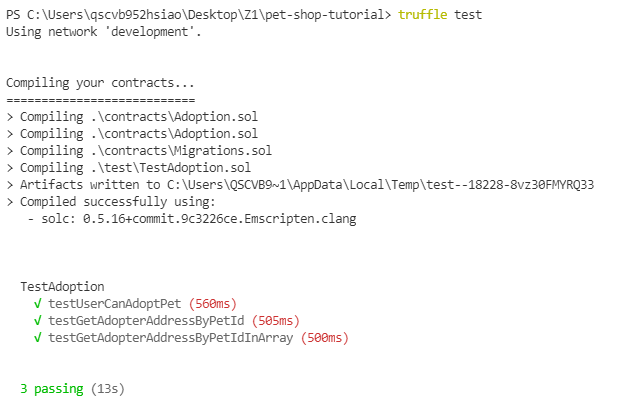 PS C:\Users\qscvb952hsiao\Desktop\Z1\pet-shop-tutorial> truffle test
Using network 'development'.
Compiling your contracts...
===========================
> Compiling .\contracts\Adoption.sol
> Compiling .\contracts\Adoption.sol
> Compiling .\contracts\Migrations.sol
> Compiling .\test\TestAdoption.sol
> Artifacts written to C:\Users\QSCVB9~1\AppData\Local\Temp\test--18228-8vz30FMYRQ33
> Compiled successfully using:
- solc: 0.5.16+commit.9c3226ce.Emscripten.clang
TestAdoption
√ testUserCanAdoptPet (560ms)
√ testGetAdopterAddressByPetId (505ms)
√ testGetAdopterAddressByPetIdInArray (500ms)
3 passing (13s)